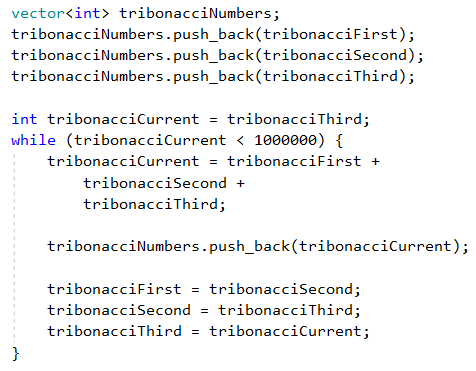 vector<int> tribonacciNumbers;
tribonacciNumbers.push_back(tribonacciFirst);
tribonacciNumbers.push_back(tribonacciSecond);
tribonacciNumbers.push_back(tribonacciThird);

int tribonacciCurrent = tribonacciThird;
while (tribonacciCurrent < 1000000) {
    tribonacciCurrent = tribonacciFirst +
        tribonacciSecond +
        tribonacciThird;

    tribonacciNumbers.push_back(tribonacciCurrent);

    tribonacciFirst = tribonacciSecond;
    tribonacciSecond = tribonacciThird;
    tribonacciThird = tribonacciCurrent;
}